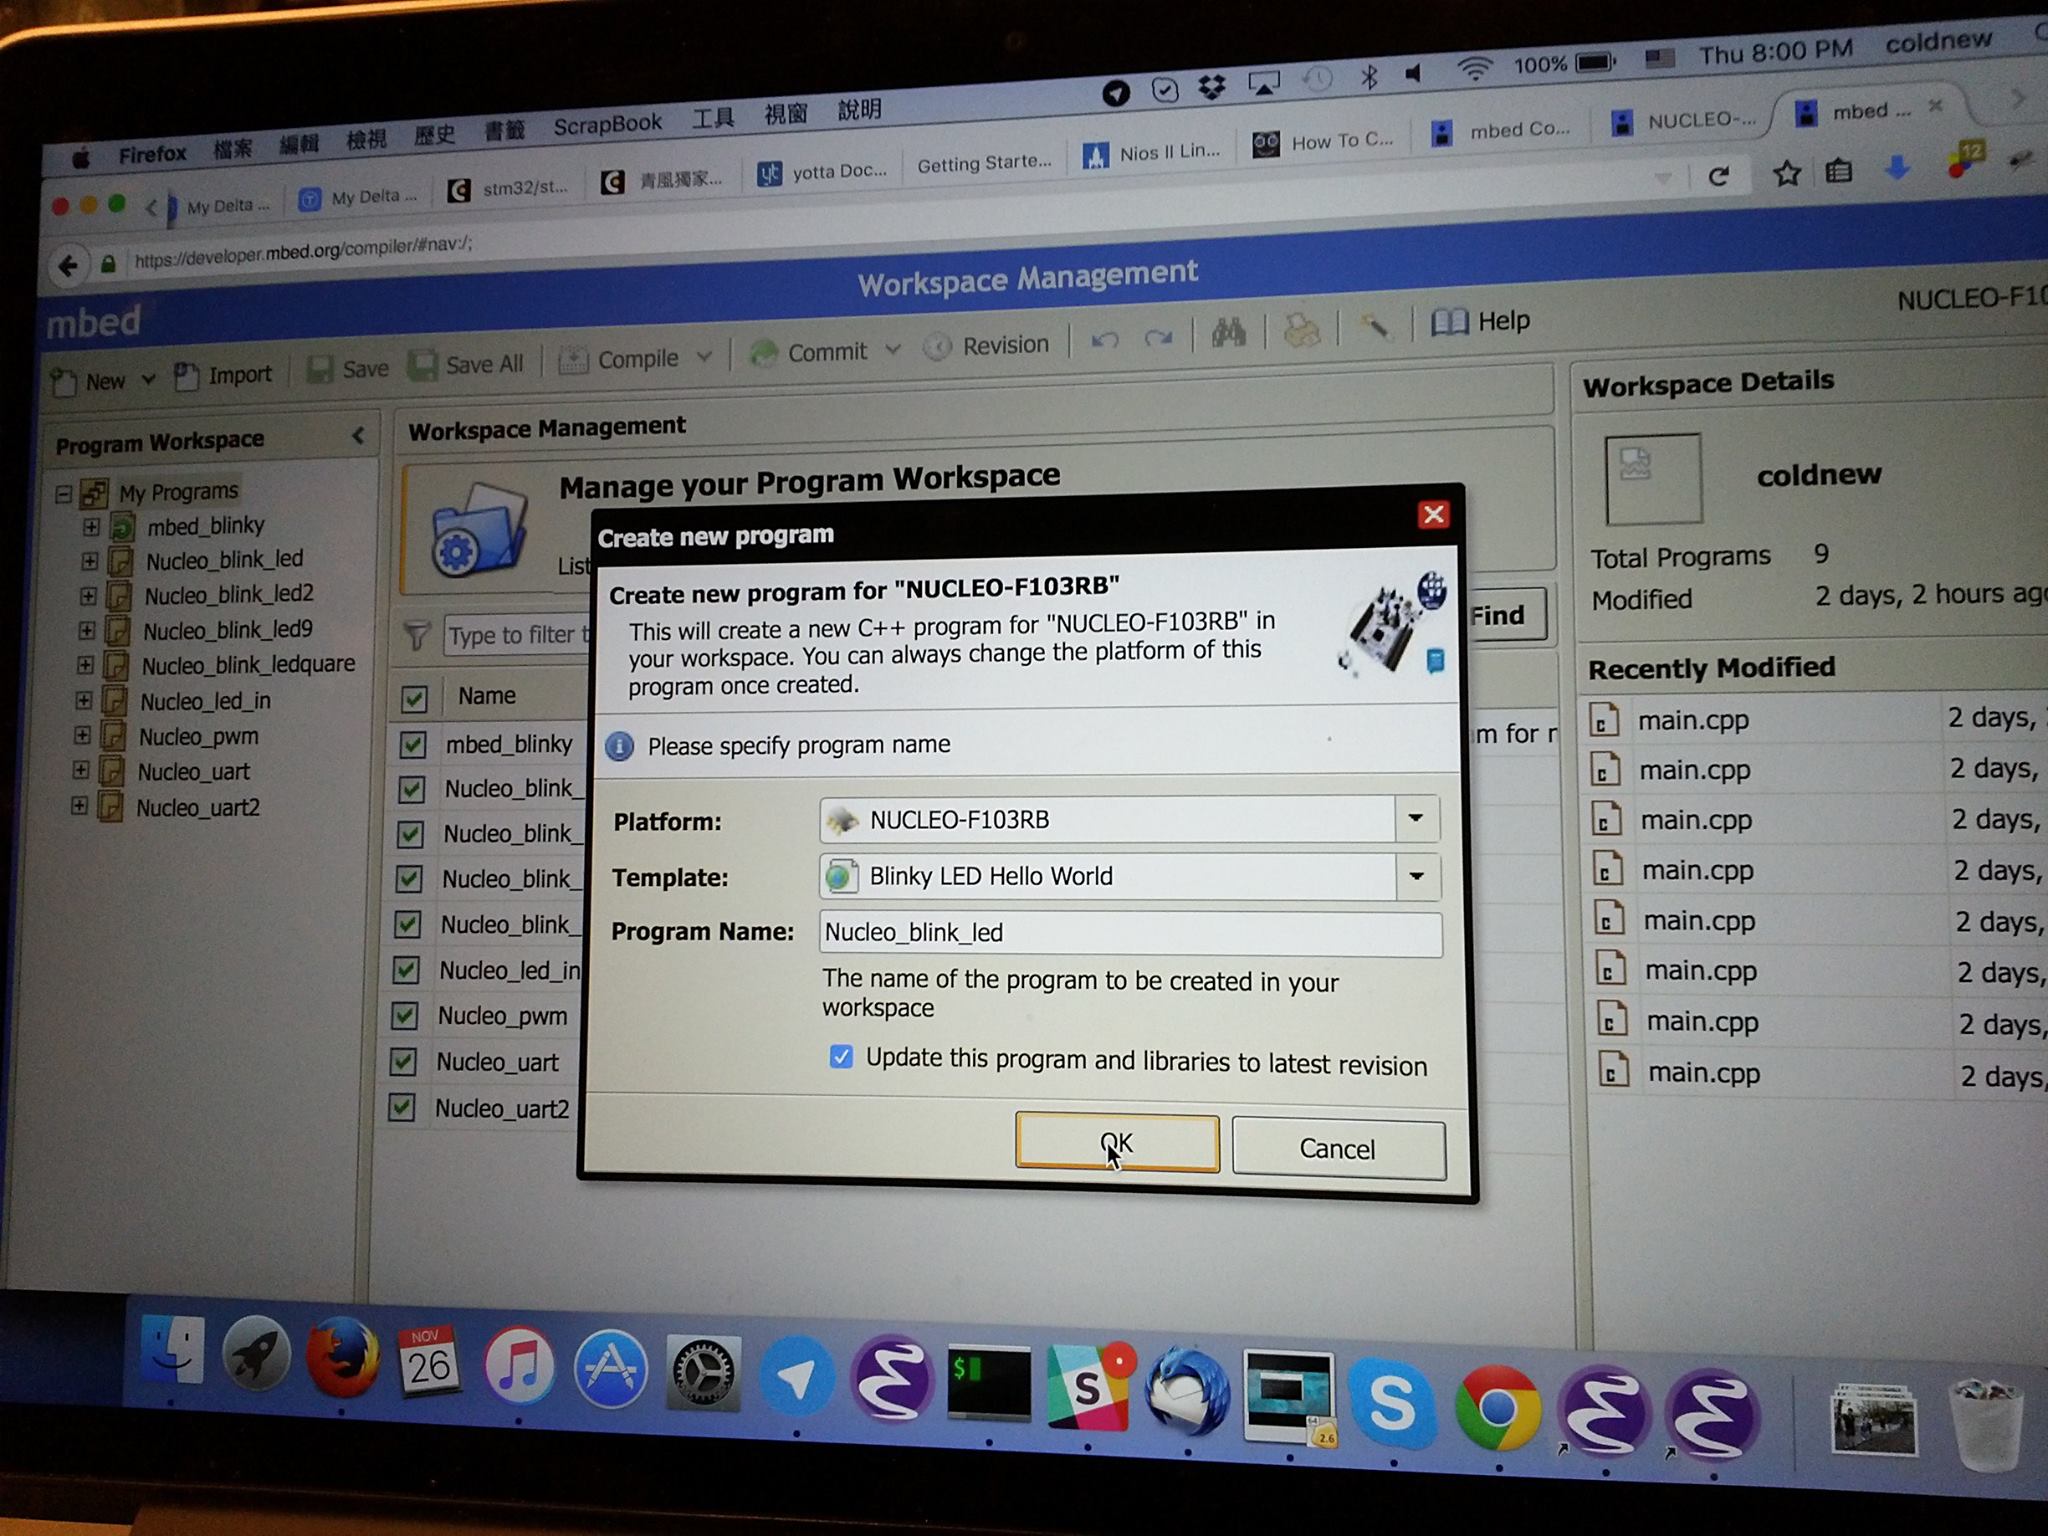 Firefox 檔案 編輯 檢視 歷史 書籤 ScrapBook 工具 視窗 說明 100% Thu 8:00 PM coldnew
My Delta ... My Delta ... stm32/st... 青風獨家... yotta Doc... Getting Starte... Nios II Lin... How To C... mbed Co... NUCLEO-... mbed ...
https://developer.mbed.org/compiler/#nav:/;
12
mbed
Workspace Management
New Import Save Save All Compile Commit Revision Help
NUCLEO-F10
Program Workspace
My Programs
mbed_blinky
Nucleo_blink_led
Nucleo_blink_led2
Nucleo_blink_led9
Nucleo_blink_ledquare
Nucleo_led_in
Nucleo_pwm
Nucleo_uart
Nucleo_uart2
Workspace Management
Manage your Program Workspace
List
Type to filter t
Find
Name
mbed_blinky
m for r
Nucleo_blink_
Nucleo_blink_
Nucleo_blink_
Nucleo_blink_
Nucleo_led_in
Nucleo_pwm
Nucleo_uart
Nucleo_uart2
Create new program
Create new program for "NUCLEO-F103RB"
This will create a new C++ program for "NUCLEO-F103RB" in
your workspace. You can always change the platform of this
program once created.
Please specify program name
Platform: NUCLEO-F103RB
Template: Blinky LED Hello World
Program Name: Nucleo_blink_led
The name of the program to be created in your
workspace
Update this program and libraries to latest revision
OK Cancel
Workspace Details
coldnew
Total Programs 9
Modified 2 days, 2 hours ago
Recently Modified
main.cpp 2 days,
main.cpp 2 days,
main.cpp 2 days,
main.cpp 2 days,
main.cpp 2 days,
main.cpp 2 days,
main.cpp 2 days,
main.cpp 2 days,
NOV
26
$
S
2.6
S